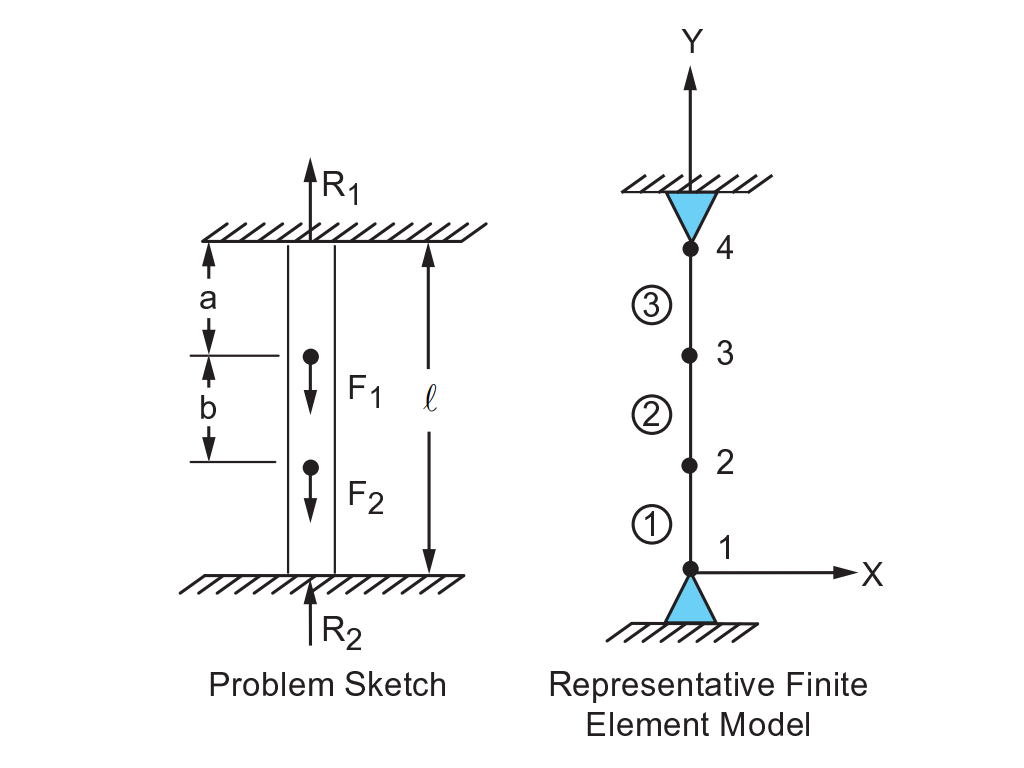 R1
a
b
F1
ℓ
F2
R2
Problem Sketch
Y
4
③
3
②
2
①
1
X
Representative Finite
Element Model